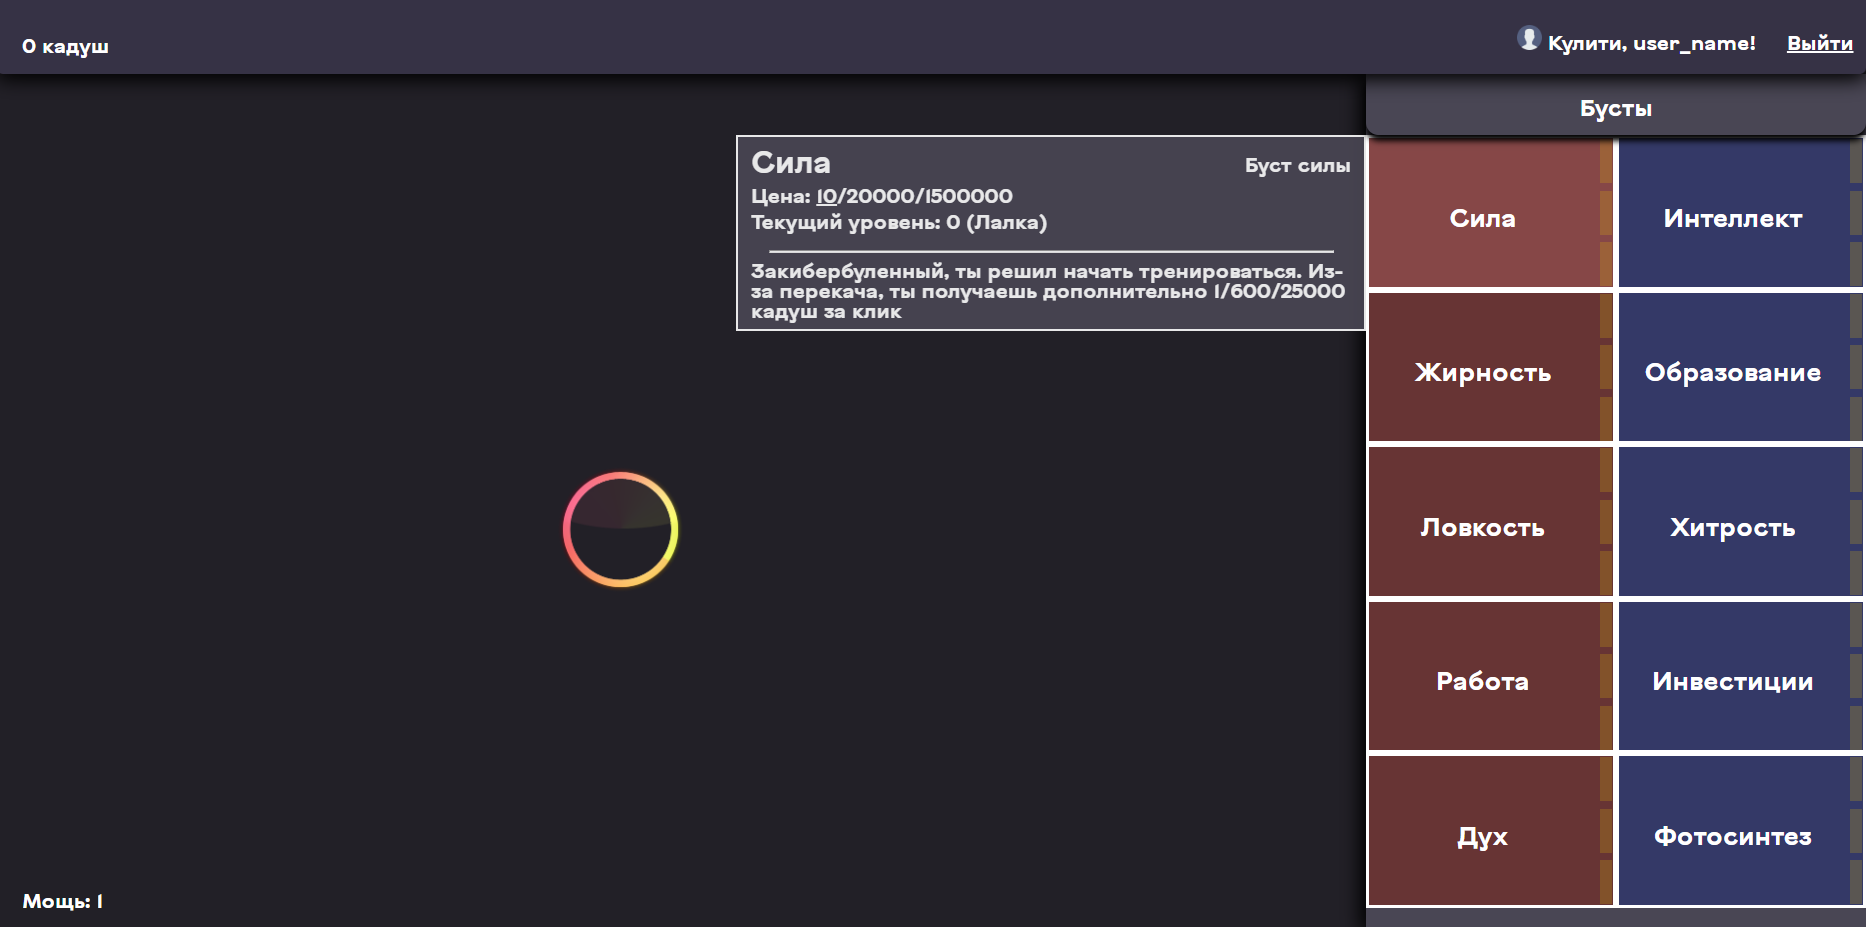 0 кадуш
Кулити, user_name!
Выйти
Бусты
Сила
Буст силы
Цена: 10/20000/1500000
Текущий уровень: 0 (Лалка)
Закибербуленный, ты решил начать тренироваться. Из-
за перекача, ты получаешь дополнительно 1/600/25000
кадуш за клик
Сила
Интеллект
Жирность
Образование
Ловкость
Хитрость
Работа
Инвестиции
Дух
Фотосинтез
Мощь: 1